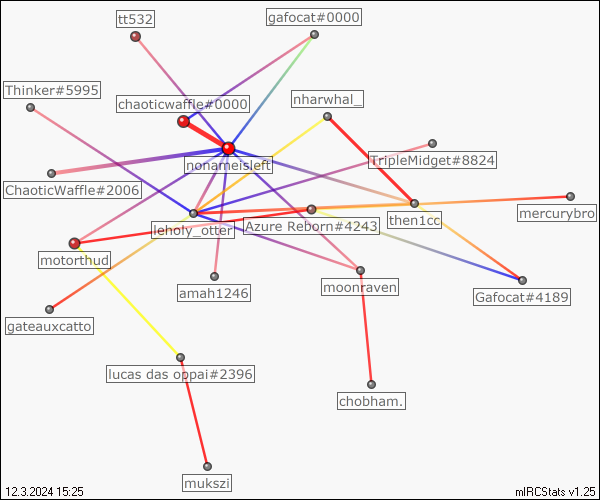 tt532
gafocat#0000
Thinker#5995
chaoticwaffle#0000
nharwhal_
nonameisleft
TripleMidget#8824
ChaoticWaffle#2006
mercurybro
leholy_otter
Azure Reborn#4243
then1cc
motorthud
amah1246
moonraven
Gafocat#4189
gateauxcatto
lucas das oppai#2396
chobham.
mukszi
12.3.2024 15:25
mIRCStats v1.25